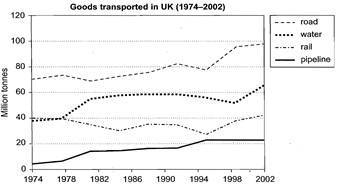 Goods transported in UK (1974–2002)
Million tonnes
120
100
80
60
40
20
0
1974 1978 1982 1986 1990 1994 1998 2002
road
water
rail
pipeline